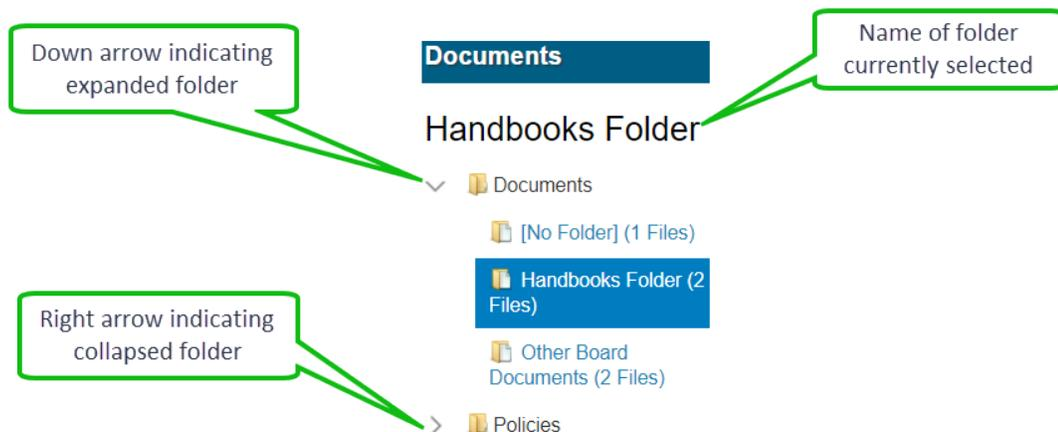 Down arrow indicating
expanded folder
Documents
Name of folder
currently selected
Handbooks Folder
Documents
[No Folder] (1 Files)
Handbooks Folder (2
Files)
Right arrow indicating
collapsed folder
Other Board
Documents (2 Files)
Policies